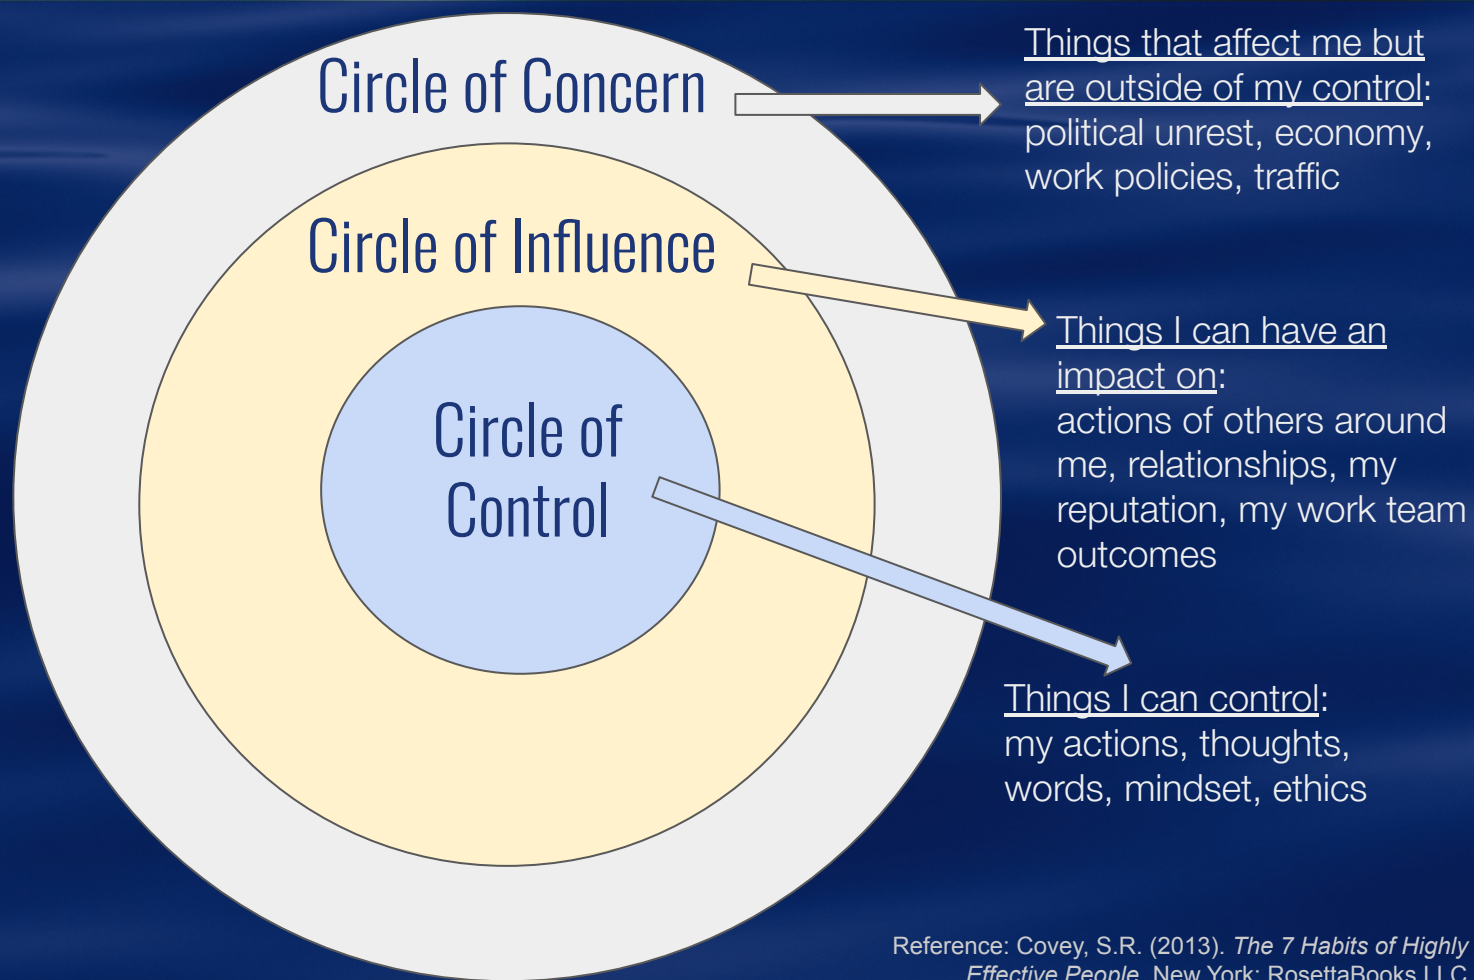 Circle of Concern
Things that affect me but
are outside of my control:
political unrest, economy,
work policies, traffic
Circle of Influence
Things I can have an
impact on:
actions of others around
me, relationships, my
reputation, my work team
outcomes
Circle of
Control
Things I can control:
my actions, thoughts,
words, mindset, ethics
Reference: Covey, S.R. (2013). The 7 Habits of Highly
Effective People. New York: RosettaBooks LLC